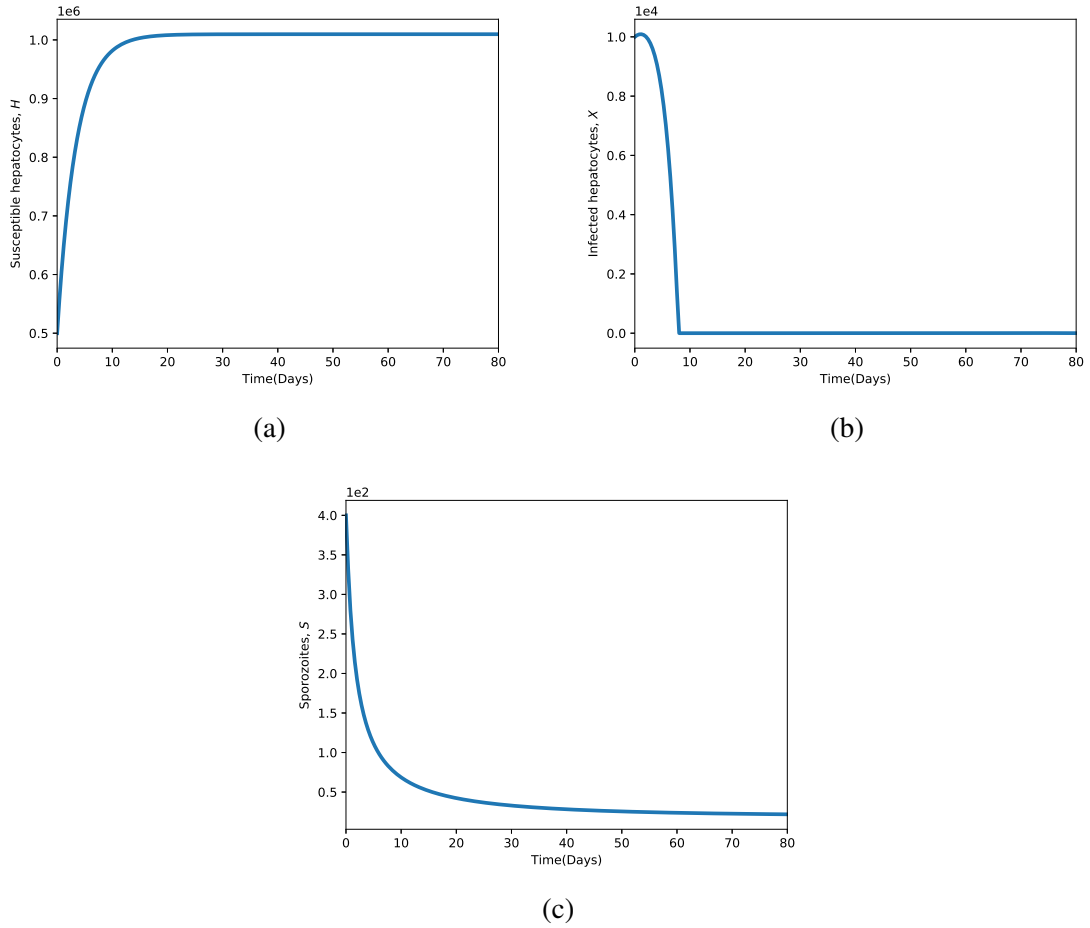 1e6
Susceptible hepatocytes, H
1.0
0.9
0.8
0.7
0.6
0.5
0 10 20 30 40 50 60 70 80
Time(Days)
(a)
1e4
Infected hepatocytes, X
1.0
0.8
0.6
0.4
0.2
0.0
0 10 20 30 40 50 60 70 80
Time(Days)
(b)
1e2
Sporozoites, S
4.0
3.5
3.0
2.5
2.0
1.5
1.0
0.5
0 10 20 30 40 50 60 70 80
Time(Days)
(c)